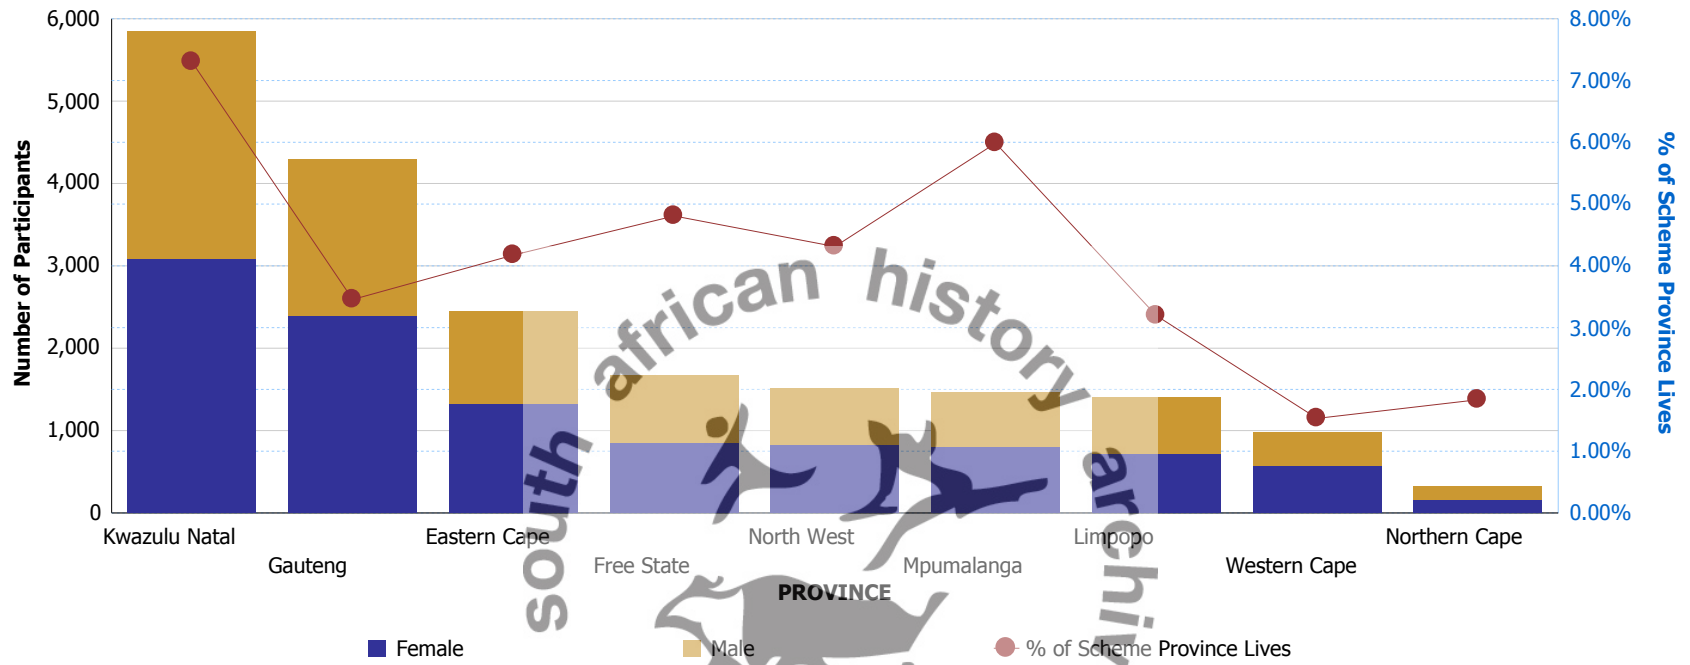 6,000
5,000
4,000
3,000
2,000
1,000
0
Number of Participants
8.00%
7.00%
6.00%
5.00%
4.00%
3.00%
2.00%
1.00%
0.00%
% of Scheme Province Lives
Kwazulu Natal
Gauteng
Eastern Cape
Free State
North West
Mpumalanga
Limpopo
Western Cape
Northern Cape
PROVINCE
Female
Male
% of Scheme Province Lives
south african history archiv